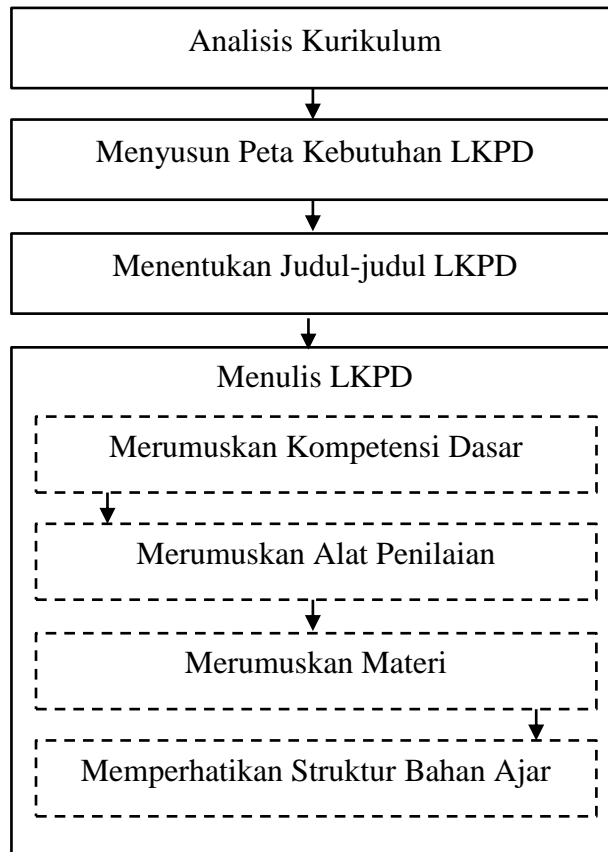 Analisis Kurikulum
Menyusun Peta Kebutuhan LKPD
Menentukan Judul-judul LKPD
Menulis LKPD
Merumuskan Kompetensi Dasar
Merumuskan Alat Penilaian
Merumuskan Materi
Memperhatikan Struktur Bahan Ajar